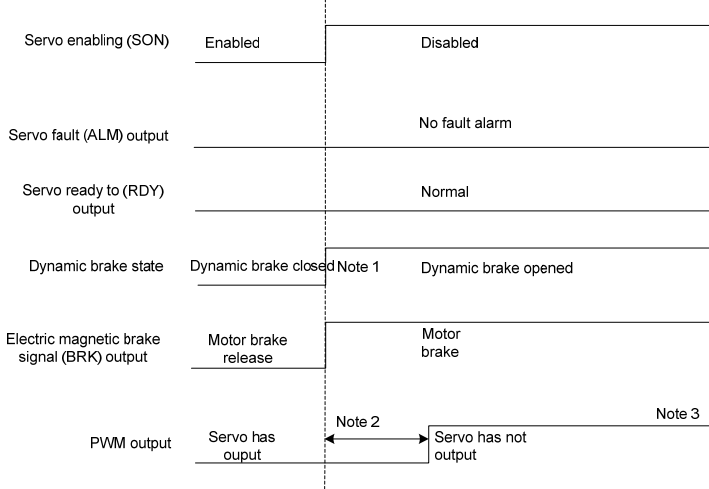 Servo enabling (SON)
Enabled
Disabled
Servo fault (ALM) output
No fault alarm
Servo ready to (RDY)
output
Normal
Dynamic brake state
Dynamic brake closed
Note 1
Dynamic brake opened
Electric magnetic brake
signal (BRK) output
Motor brake
release
Motor
brake
PWM output
Servo has
ouput
Note 2
Servo has not
output
Note 3